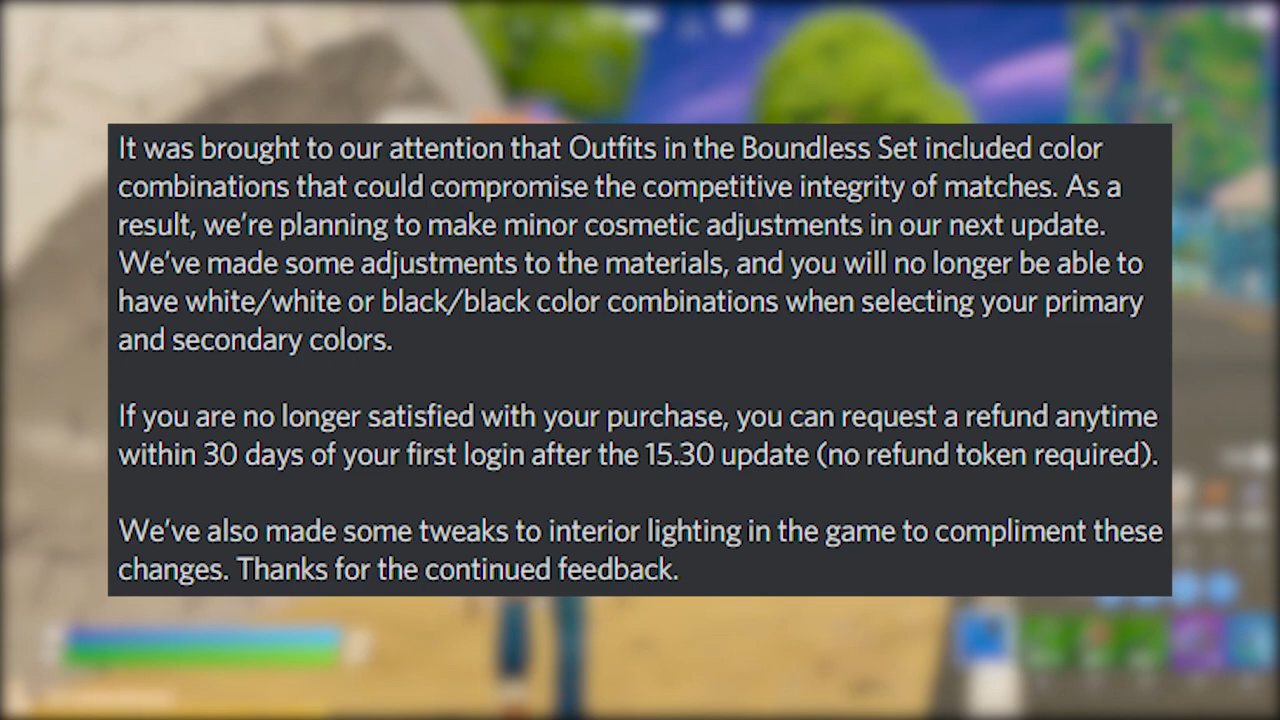 It was brought to our attention that Outfits in the Boundless Set included color
combinations that could compromise the competitive integrity of matches. As a
result, we're planning to make minor cosmetic adjustments in our next update.
We've made some adjustments to the materials, and you will no longer be able to
have white/white or black/black color combinations when selecting your primary
and secondary colors.
If you are no longer satisfied with your purchase, you can request a refund anytime
within 30 days of your first login after the 15.30 update (no refund token required).
We've also made some tweaks to interior lighting in the game to compliment these
changes. Thanks for the continued feedback.